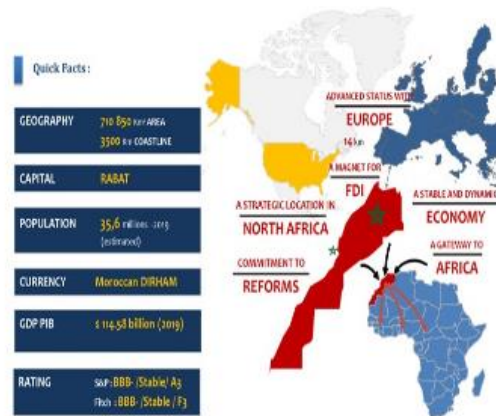 Quick Facts :
GEOGRAPHY
710 850 Km² AREA
3500 Km COASTLINE
CAPITAL
RABAT
POPULATION
35,6 millions -2019
(estimated)
CURRENCY
Moroccan DIRHAM
GDP PIB
$ 114.58 billion (2019)
RATING
S&P : BBB- /Stable/ A3
Fitch : BBB- /Stable / F3
ADVANCED STATUS WITH
EUROPE
14 km
A MAGNET FOR
FDI
A STRATEGIC LOCATION IN
NORTH AFRICA
A STABLE AND DYNAMIC
ECONOMY
COMMITMENT TO
REFORMS
A GATEWAY TO
AFRICA